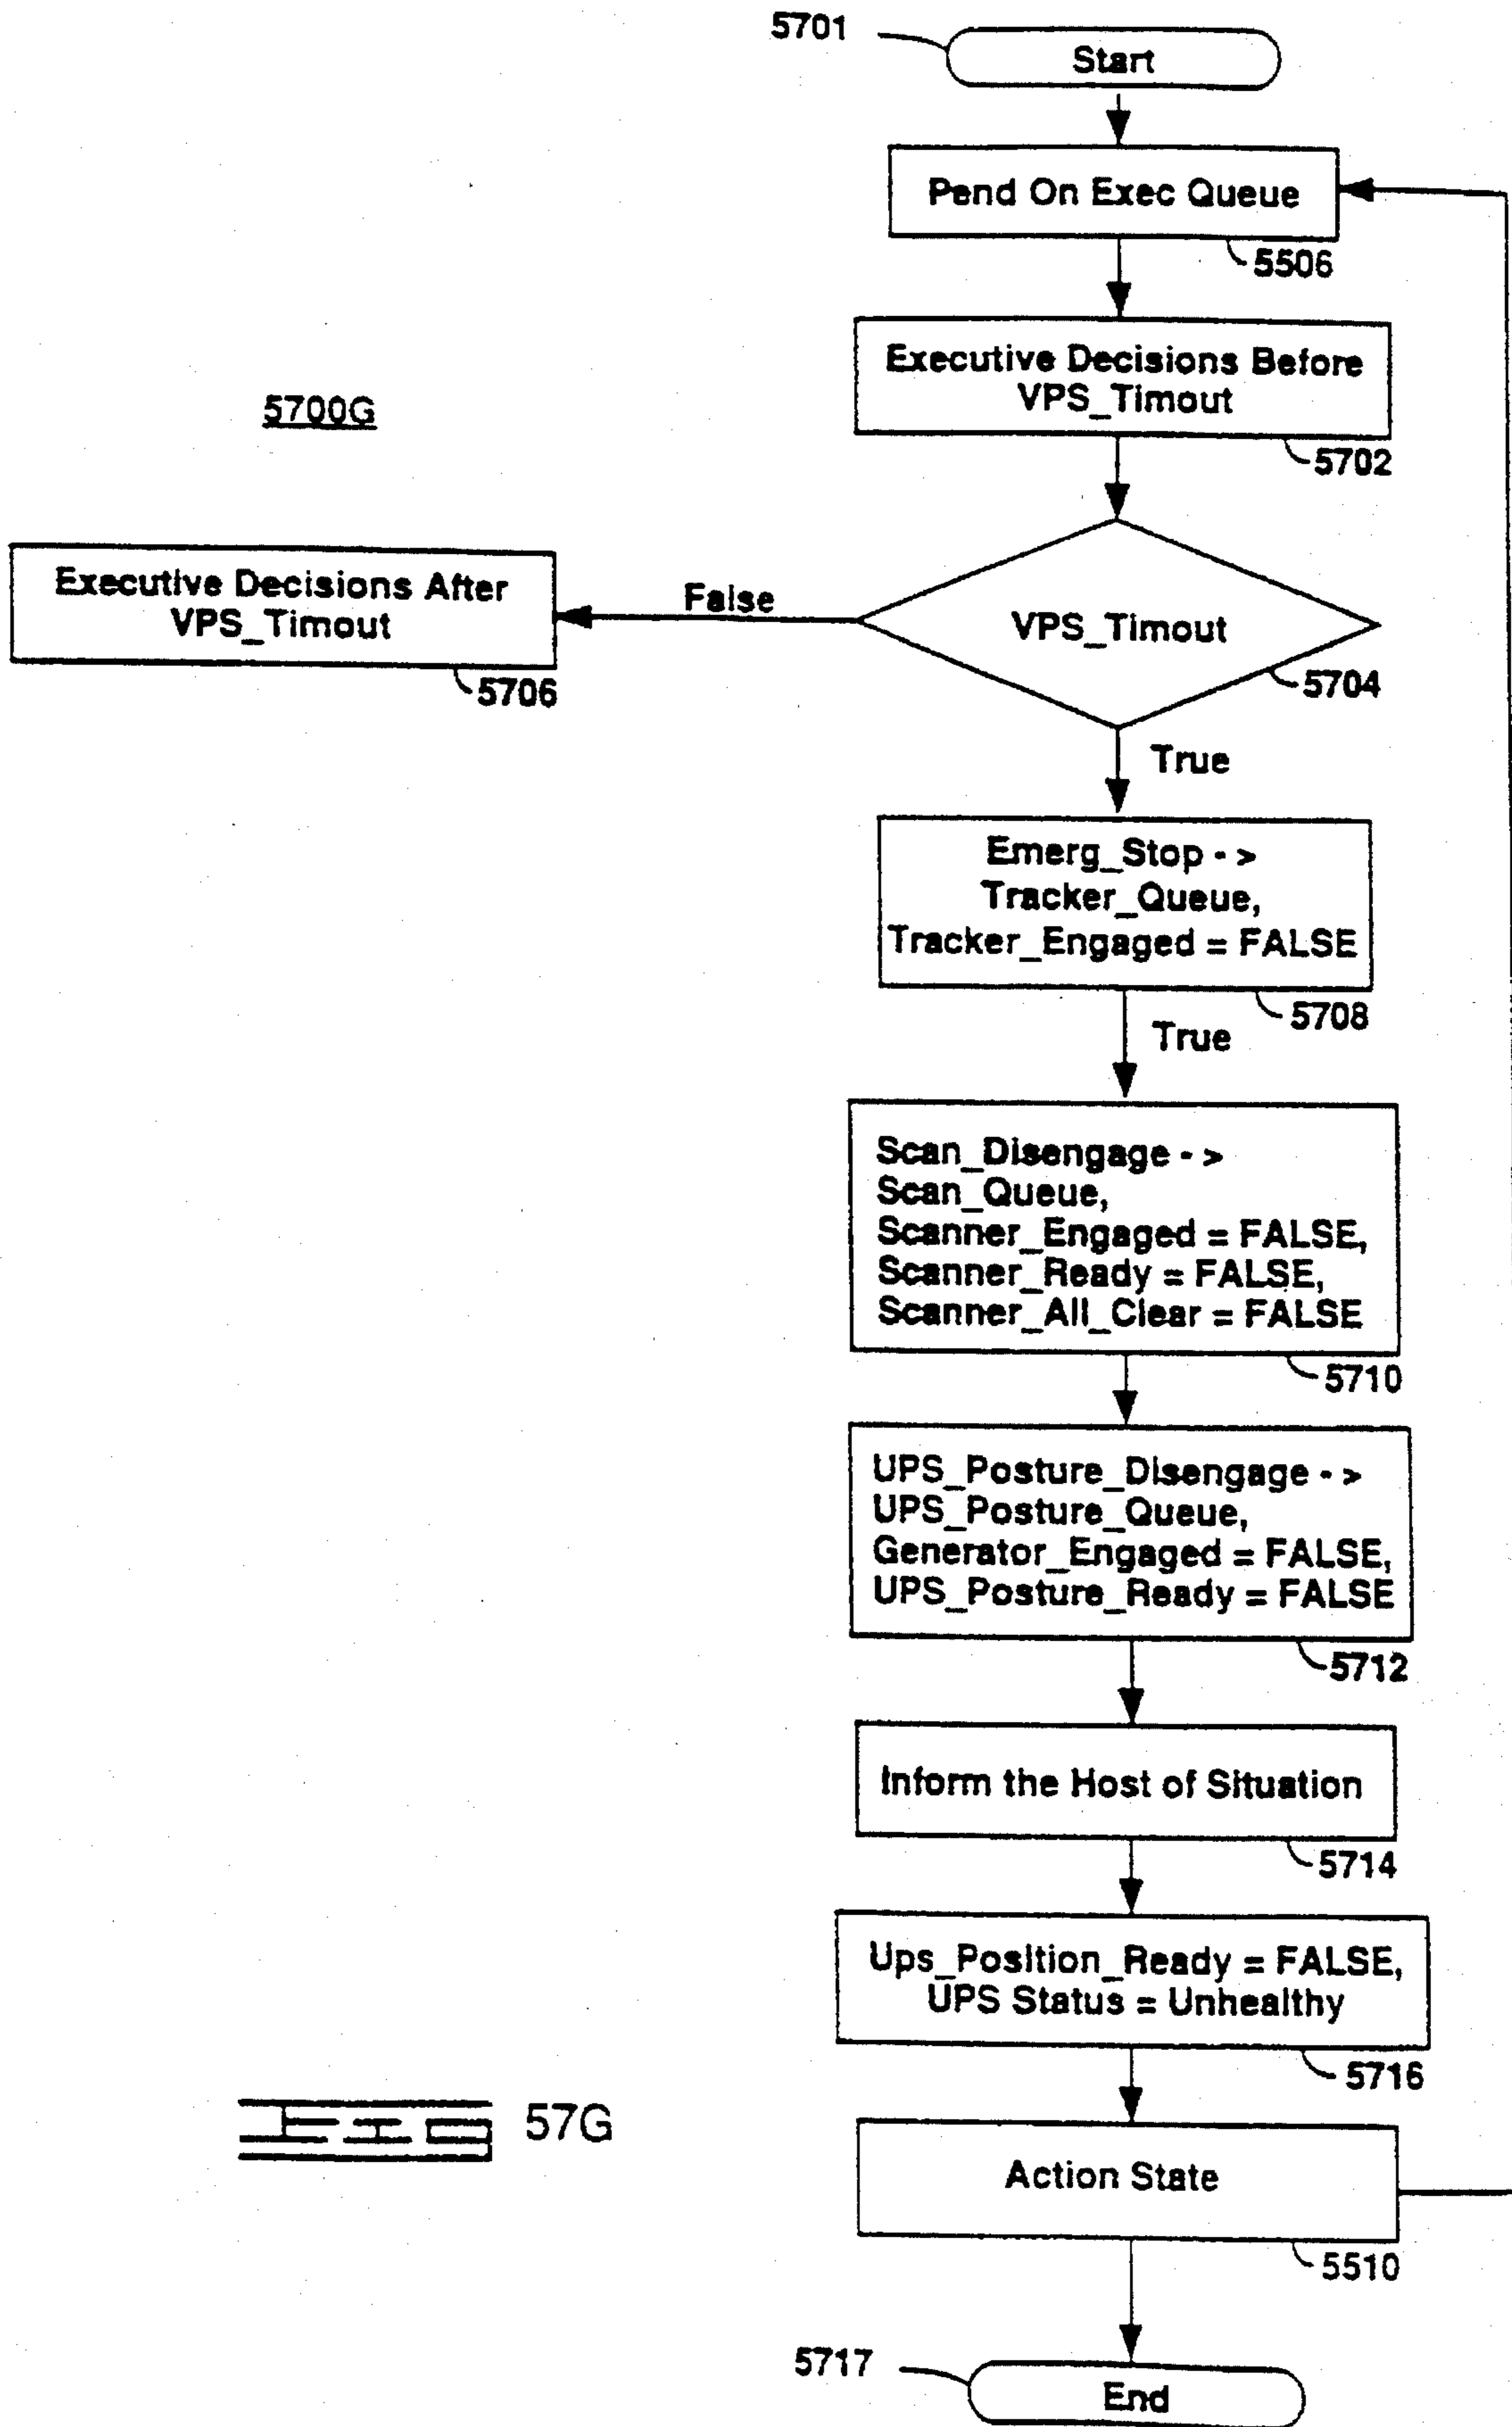 5701
Start
Pend On Exec Queue
5506
Executive Decisions Before
VPS_Timout
5702
5700G
Executive Decisions After
VPS_Timout
5706
False
VPS_Timout
5704
True
Emerg_Stop - >
Tracker_Queue,
Tracker_Engaged = FALSE
5708
True
Scan_Disengage - >
Scan_Queue,
Scanner_Engaged = FALSE,
Scanner_Ready = FALSE,
Scanner_All_Clear = FALSE
5710
UPS_Posture_Disengage - >
UPS_Posture_Queue,
Generator_Engaged = FALSE,
UPS_Posture_Ready = FALSE
5712
Inform the Host of Situation
5714
Ups_Position_Ready = FALSE,
UPS Status = Unhealthy
5716
FIG 57G
Action State
5510
5717
End